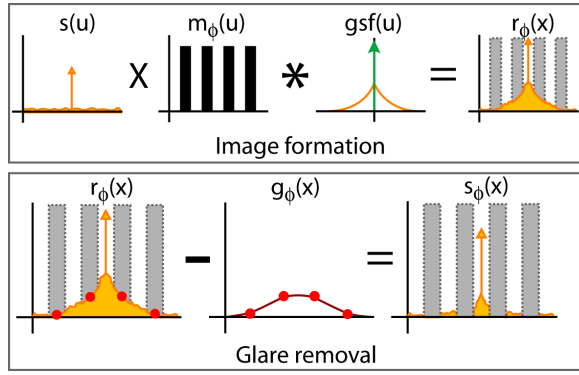 s(u) m_ϕ(u) gsf(u) r_ϕ(x)
X * =
Image formation
r_ϕ(x) g_ϕ(x) s_ϕ(x)
- =
Glare removal